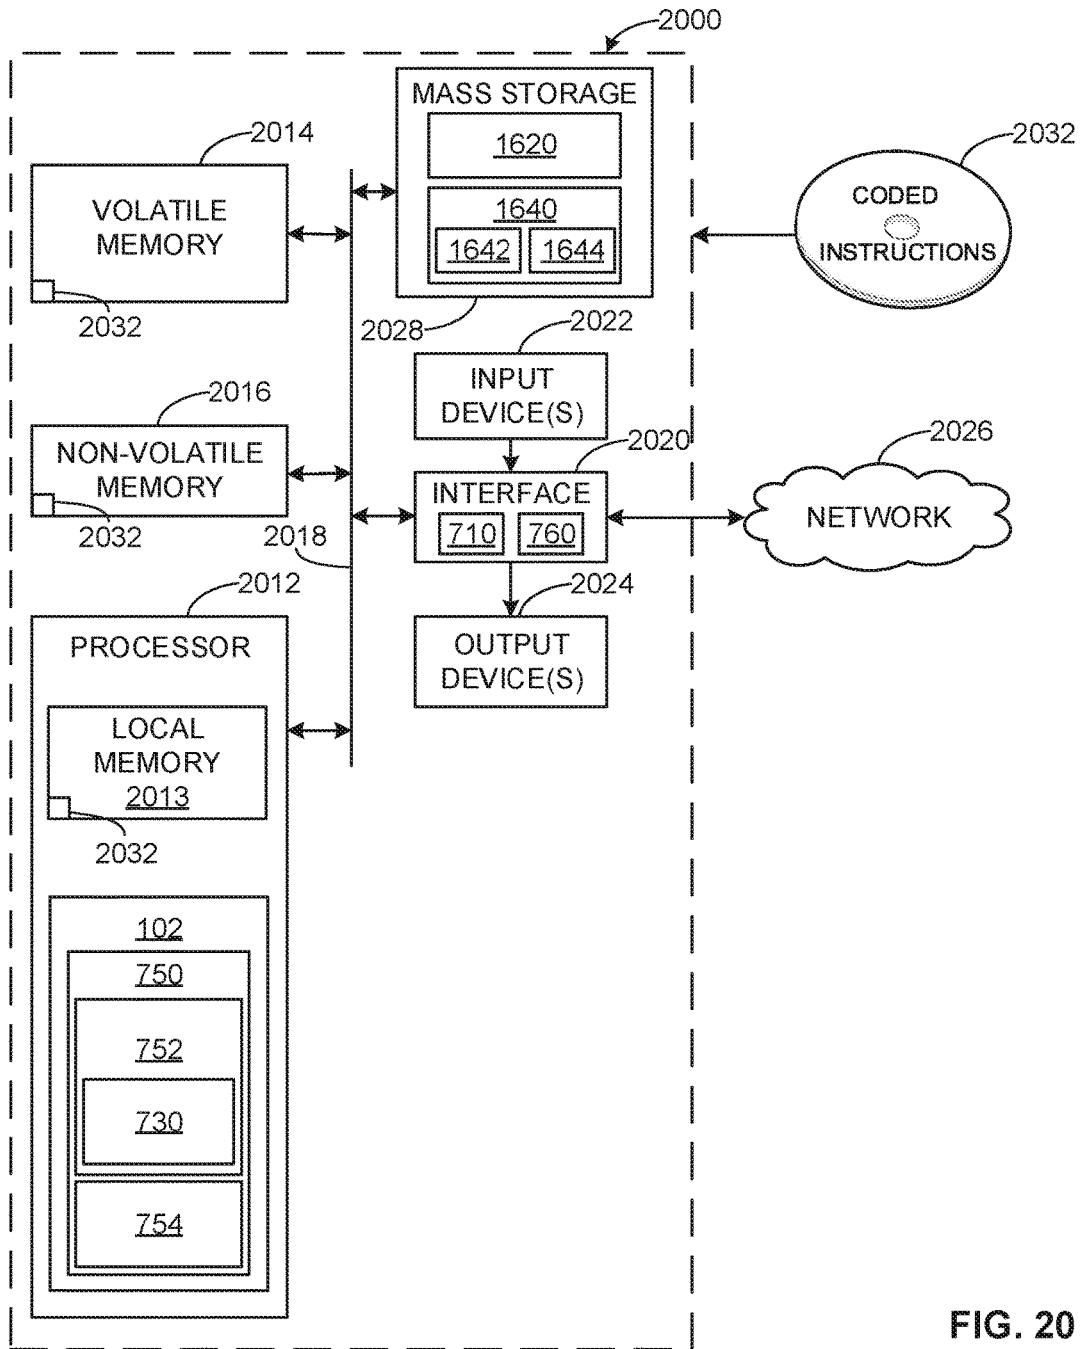 2000
MASS STORAGE
1620
1640
1642
1644
2028
2014
VOLATILE
MEMORY
2032
2032
CODED
INSTRUCTIONS
2022
INPUT
DEVICE(S)
2016
NON-VOLATILE
MEMORY
2032
2018
2020
INTERFACE
710
760
2026
NETWORK
2024
OUTPUT
DEVICE(S)
2012
PROCESSOR
LOCAL
MEMORY
2013
2032
102
750
752
730
754
FIG. 20